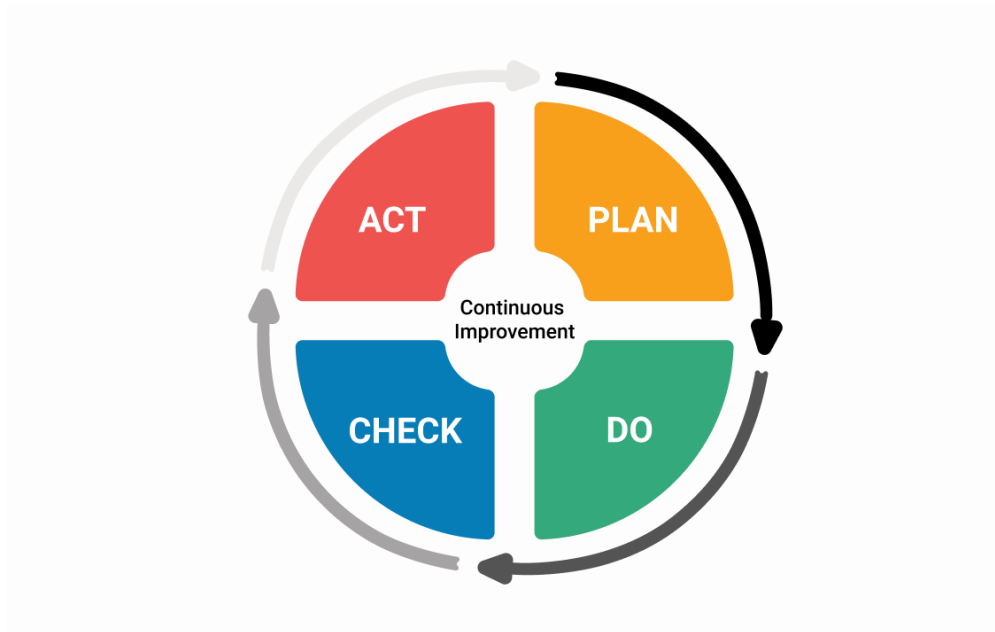 ACT
PLAN
Continuous
Improvement
CHECK
DO